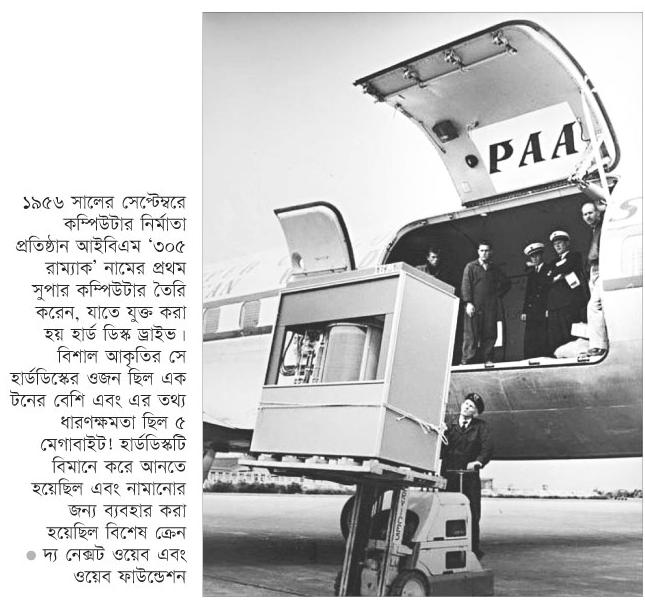 ১৯৫৬ সালের সেপ্টেম্বরে
কম্পিউটার নির্মাতা
প্রতিষ্ঠান আইবিএম ‘৩০৫
রাম্যাক’ নামের প্রথম
সুপার কম্পিউটার তৈরি
করেন, যাতে যুক্ত করা
হয় হার্ড ডিস্ক ড্রাইভ।
বিশাল আকৃতির সে
হার্ডডিস্কের ওজন ছিল এক
টনের বেশি এবং এর তথ্য
ধারণক্ষমতা ছিল ৫
মেগাবাইট! হার্ডডিস্কটি
বিমানে করে আনতে
হয়েছিল এবং নামানোর
জন্য ব্যবহার করা
হয়েছিল বিশেষ ক্রেন
● দ্য নেক্সট ওয়েব এবং
ওয়েব ফাউন্ডেশন
PAA